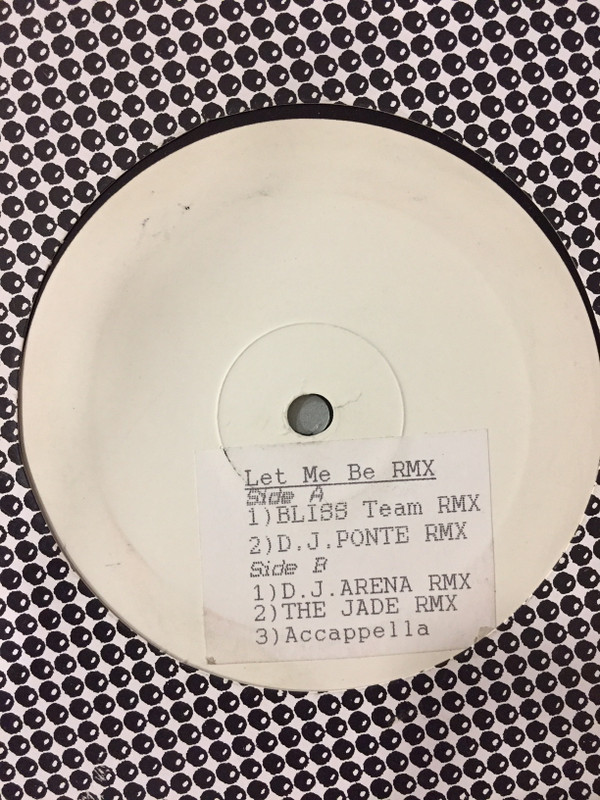 Let Me Be RMX
Side A
1)BLISS Team RMX
2)D.J.PONTE RMX
Side B
1)D.J.ARENA RMX
2)THE JADE RMX
3)Accappella